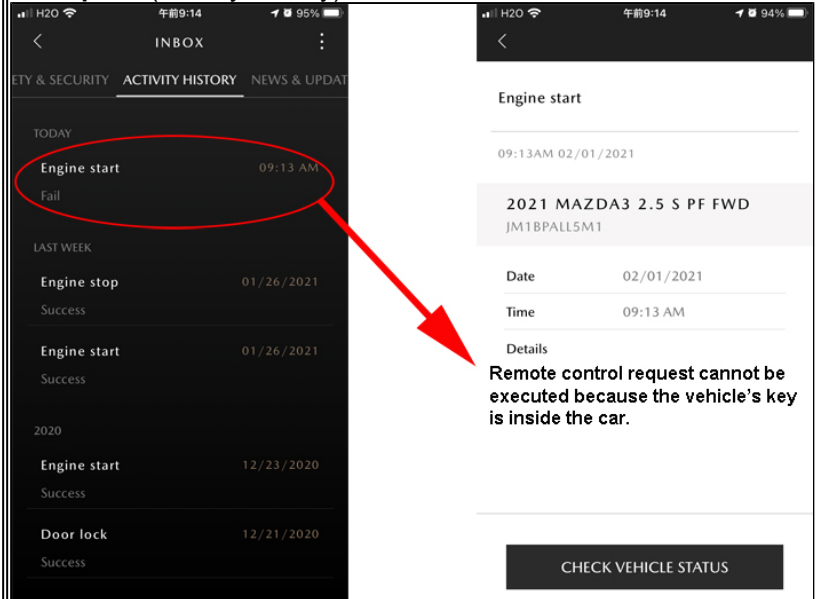 H2O 午前9:14 95%
INBOX
ETY & SECURITY ACTIVITY HISTORY NEWS & UPDAT
TODAY
Engine start 09:13 AM
Fail
LAST WEEK
Engine stop 01/26/2021
Success
Engine start 01/26/2021
Success
2020
Engine start 12/23/2020
Success
Door lock 12/21/2020
Success
H2O 午前9:14 94%
Engine start
09:13AM 02/01/2021
2021 MAZDA3 2.5 S PF FWD
JM1BPALL5M1
Date 02/01/2021
Time 09:13 AM
Details
Remote control request cannot be
executed because the vehicle's key
is inside the car.
CHECK VEHICLE STATUS